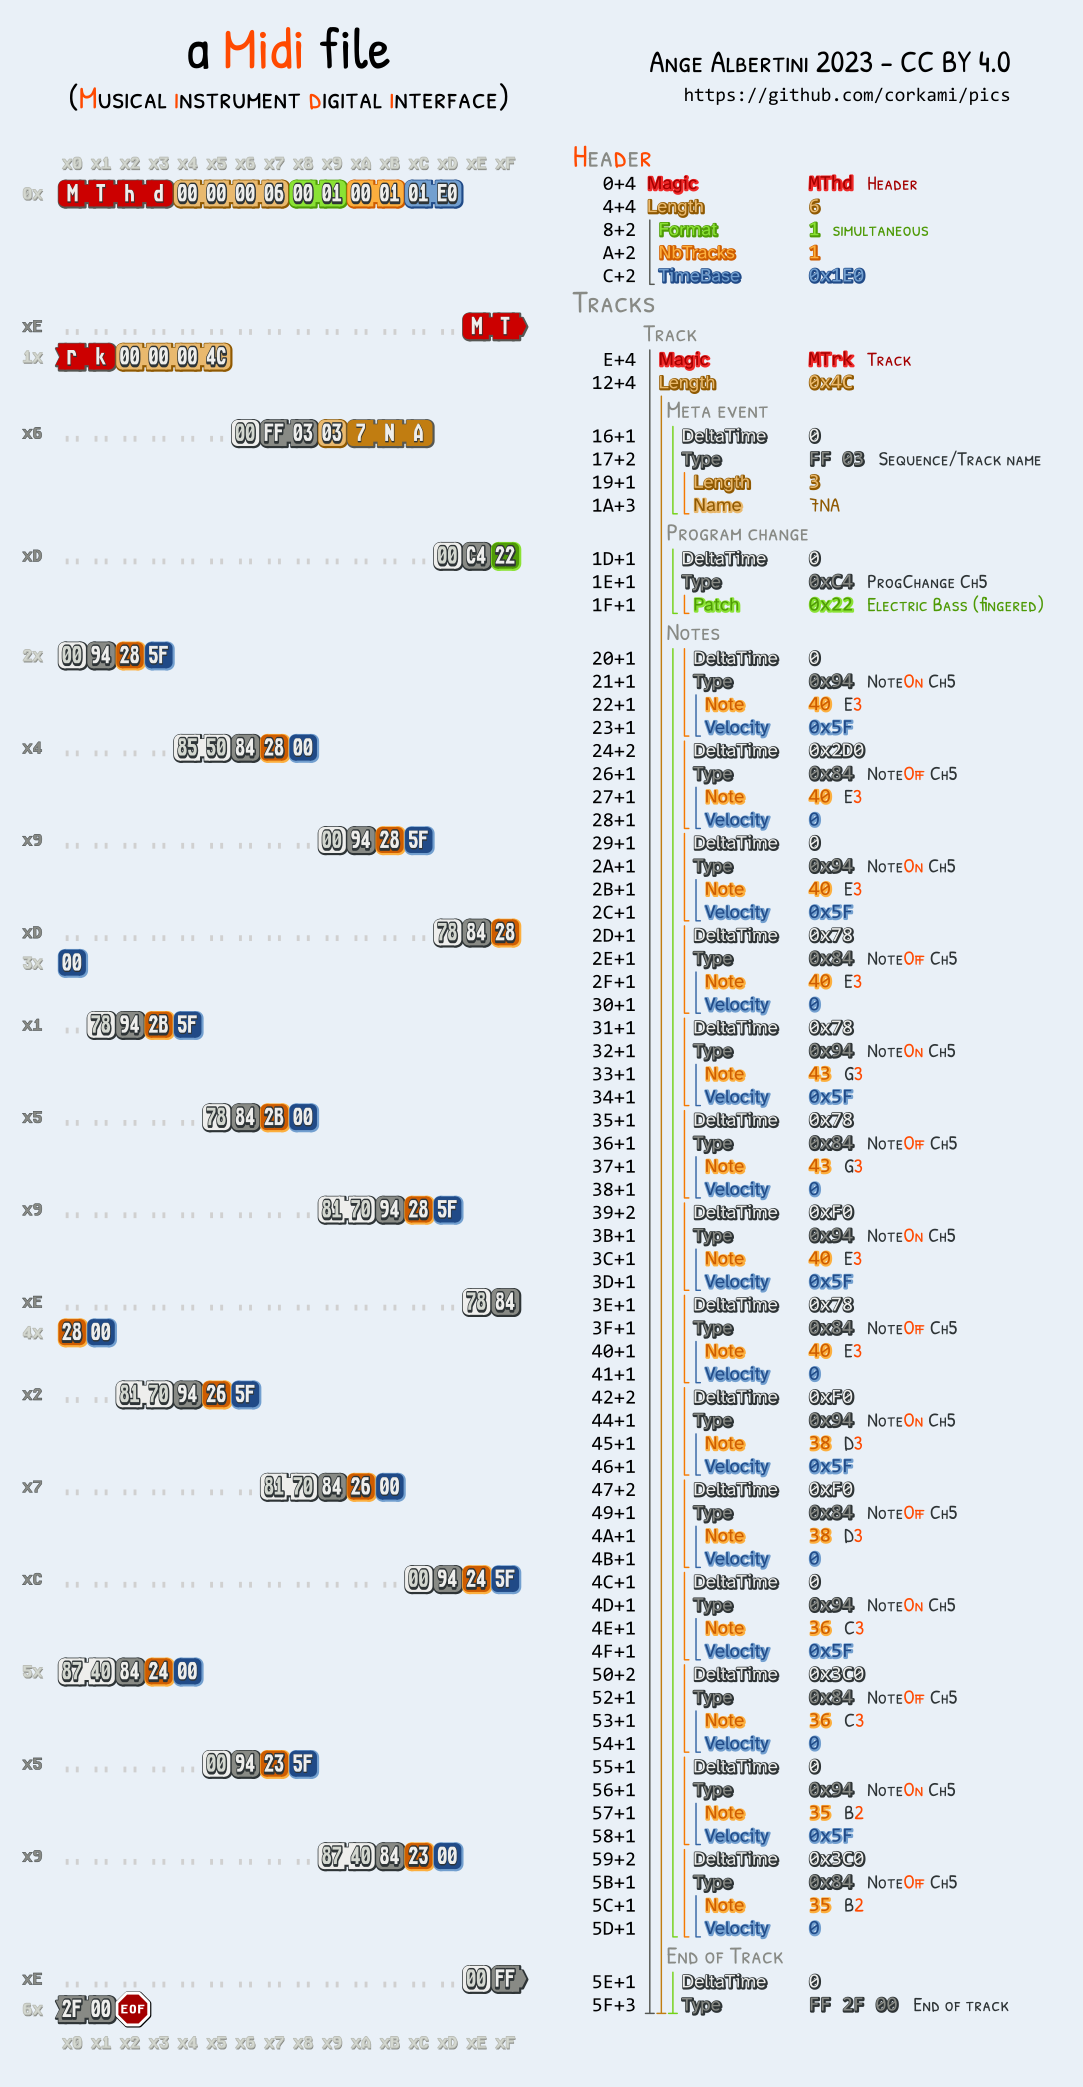 a Midi file
(Musical Instrument Digital Interface)
Ange Albertini 2023 - CC BY 4.0
https://github.com/corkami/pics
x0 x1 x2 x3 x4 x5 x6 x7 x8 x9 xA xB xC xD xE xF
0x M T h d 00 00 00 06 00 01 00 01 01 E0
xE .. .. .. .. .. .. .. .. .. .. .. .. .. .. M T
1x r k 00 00 00 4C
x6 .. .. .. .. .. .. 00 FF 03 03 7 N A
xD .. .. .. .. .. .. .. .. .. .. .. .. .. 00 C4 22
2x 00 94 28 5F
x4 .. .. .. .. 85 50 84 28 00
x9 .. .. .. .. .. .. .. .. .. 00 94 28 5F
xD .. .. .. .. .. .. .. .. .. .. .. .. .. 78 84 28
3x 00
x1 .. 78 94 2B 5F
x5 .. .. .. .. .. 78 84 2B 00
x9 .. .. .. .. .. .. .. .. .. 81 70 94 28 5F
xE .. .. .. .. .. .. .. .. .. .. .. .. .. .. 78 84
4x 28 00
x2 .. .. 81 70 94 26 5F
x7 .. .. .. .. .. .. .. 81 70 84 26 00
xC .. .. .. .. .. .. .. .. .. .. .. .. 00 94 24 5F
5x 87 40 84 24 00
x5 .. .. .. .. .. 00 94 23 5F
x9 .. .. .. .. .. .. .. .. .. 87 40 84 23 00
xE .. .. .. .. .. .. .. .. .. .. .. .. .. .. 00 FF
6x 2F 00 EOF
x0 x1 x2 x3 x4 x5 x6 x7 x8 x9 xA xB xC xD xE xF
Header
0+4 Magic MThd Header
4+4 Length 6
8+2 Format 1 simultaneous
A+2 NbTracks 1
C+2 TimeBase 0x1E0
Tracks
Track
E+4 Magic MTrk Track
12+4 Length 0x4C
Meta event
16+1 DeltaTime 0
17+2 Type FF 03 Sequence/Track name
19+1 Length 3
1A+3 Name 7NA
Program change
1D+1 DeltaTime 0
1E+1 Type 0xC4 ProgChange Ch5
1F+1 Patch 0x22 Electric Bass (fingered)
Notes
20+1 DeltaTime 0
21+1 Type 0x94 NoteOn Ch5
22+1 Note 40 E3
23+1 Velocity 0x5F
24+2 DeltaTime 0x2D0
26+1 Type 0x84 NoteOff Ch5
27+1 Note 40 E3
28+1 Velocity 0
29+1 DeltaTime 0
2A+1 Type 0x94 NoteOn Ch5
2B+1 Note 40 E3
2C+1 Velocity 0x5F
2D+1 DeltaTime 0x78
2E+1 Type 0x84 NoteOff Ch5
2F+1 Note 40 E3
30+1 Velocity 0
31+1 DeltaTime 0x78
32+1 Type 0x94 NoteOn Ch5
33+1 Note 43 G3
34+1 Velocity 0x5F
35+1 DeltaTime 0x78
36+1 Type 0x84 NoteOff Ch5
37+1 Note 43 G3
38+1 Velocity 0
39+2 DeltaTime 0xF0
3B+1 Type 0x94 NoteOn Ch5
3C+1 Note 40 E3
3D+1 Velocity 0x5F
3E+1 DeltaTime 0x78
3F+1 Type 0x84 NoteOff Ch5
40+1 Note 40 E3
41+1 Velocity 0
42+2 DeltaTime 0xF0
44+1 Type 0x94 NoteOn Ch5
45+1 Note 38 D3
46+1 Velocity 0x5F
47+2 DeltaTime 0xF0
49+1 Type 0x84 NoteOff Ch5
4A+1 Note 38 D3
4B+1 Velocity 0
4C+1 DeltaTime 0
4D+1 Type 0x94 NoteOn Ch5
4E+1 Note 36 C3
4F+1 Velocity 0x5F
50+2 DeltaTime 0x3C0
52+1 Type 0x84 NoteOff Ch5
53+1 Note 36 C3
54+1 Velocity 0
55+1 DeltaTime 0
56+1 Type 0x94 NoteOn Ch5
57+1 Note 35 B2
58+1 Velocity 0x5F
59+2 DeltaTime 0x3C0
5B+1 Type 0x84 NoteOff Ch5
5C+1 Note 35 B2
5D+1 Velocity 0
End of Track
5E+1 DeltaTime 0
5F+3 Type FF 2F 00 End of track